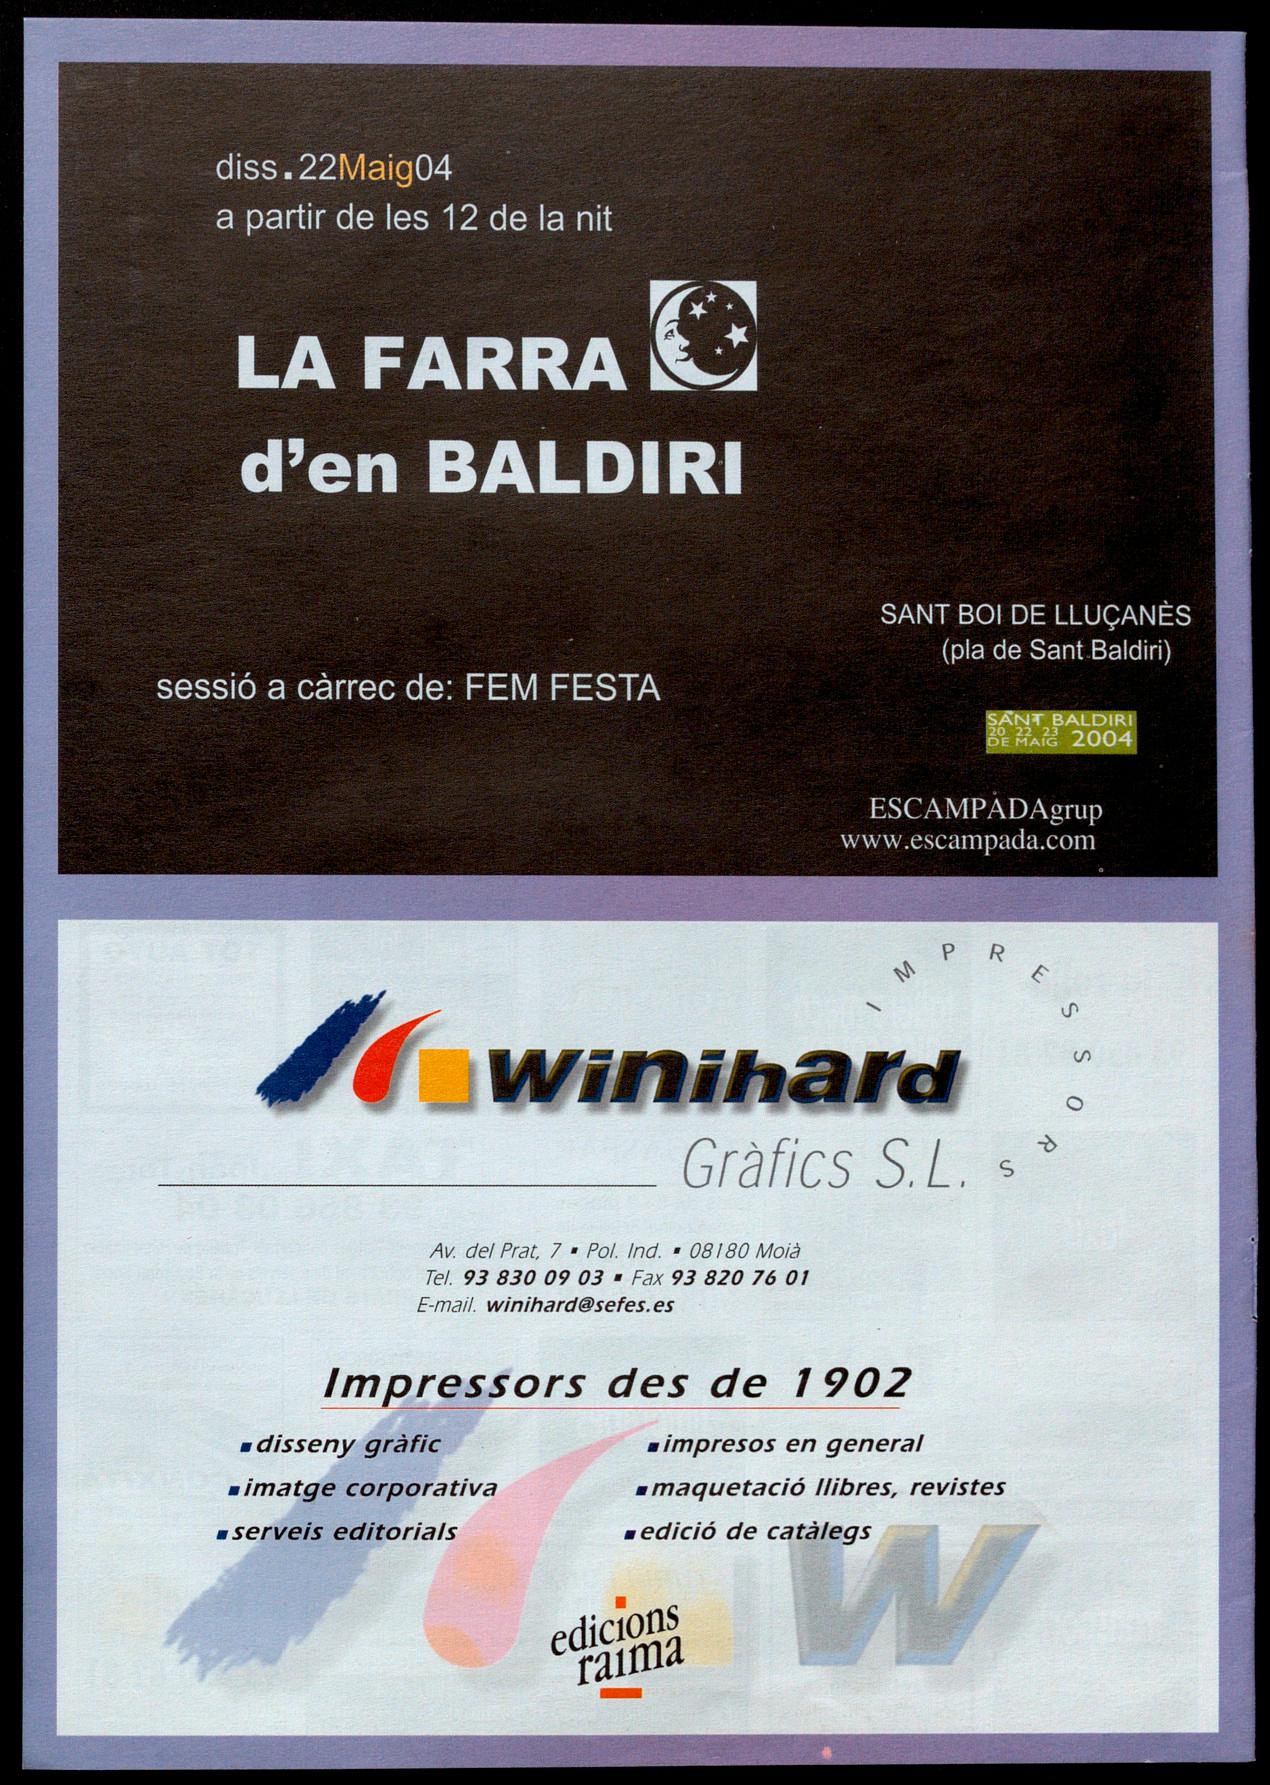 diss.22Maig04
a partir de les 12 de la nit
LA FARRA
d'en BALDIRI
SANT BOI DE LLUÇANÈS
(pla de Sant Baldiri)
sessió a càrrec de: FEM FESTA
SANT BALDIRI
20 22 23
DE MAIG 2004
ESCAMPADAgrup
www.escampada.com
IMPRESSORS
winihard
Gràfics S.L.
Av. del Prat, 7 ▪ Pol. Ind. ▪ 08180 Moià
Tel. 93 830 09 03 ▪ Fax 93 820 76 01
E-mail. winihard@sefes.es
Impressors des de 1902
▪ disseny gràfic
▪ imatge corporativa
▪ serveis editorials
▪ impresos en general
▪ maquetació llibres, revistes
▪ edició de catàlegs
w
edicions
raima